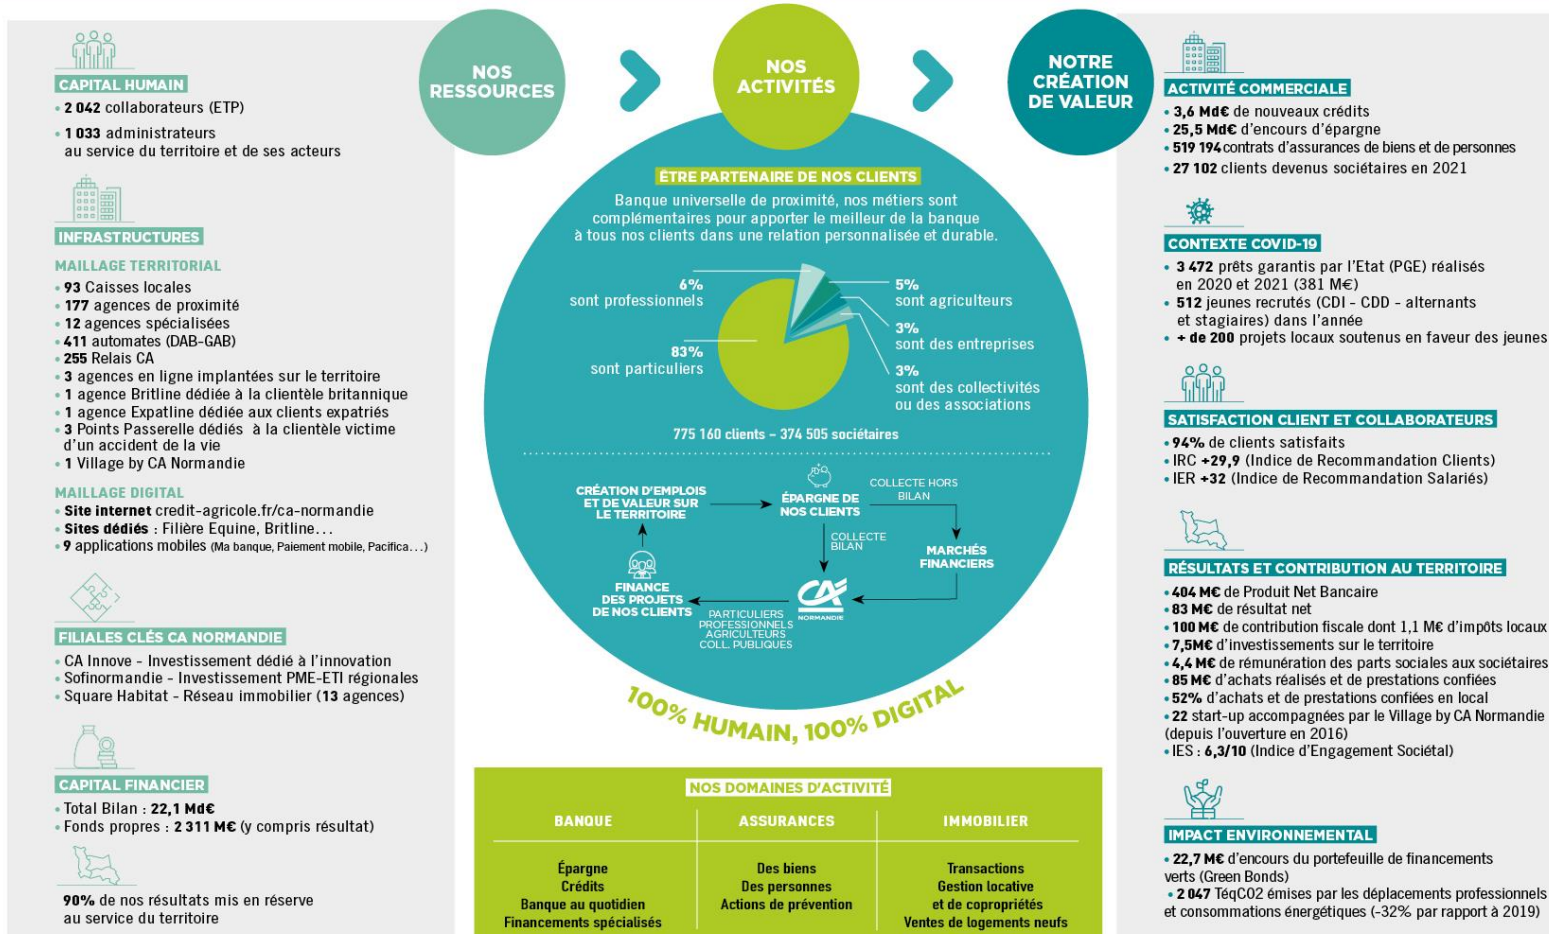 NOS
RESSOURCES
NOS
ACTIVITÉS
NOTRE
CRÉATION
DE VALEUR
CAPITAL HUMAIN
• 2 042 collaborateurs (ETP)
• 1 033 administrateurs
au service du territoire et de ses acteurs
INFRASTRUCTURES
MAILLAGE TERRITORIAL
• 93 Caisses locales
• 177 agences de proximité
• 12 agences spécialisées
• 411 automates (DAB-GAB)
• 255 Relais CA
• 3 agences en ligne implantées sur le territoire
• 1 agence Britline dédiée à la clientèle britannique
• 1 agence Expatline dédiée aux clients expatriés
• 3 Points Passerelle dédiés à la clientèle victime
d'un accident de la vie
• 1 Village by CA Normandie
MAILLAGE DIGITAL
• Site internet credit-agricole.fr/ca-normandie
• Sites dédiés : Filière Equine, Britline...
• 9 applications mobiles (Ma banque, Paiement mobile, Pacifica...)
FILIALES CLÉS CA NORMANDIE
• CA Innove - Investissement dédié à l'innovation
• Sofinormandie - Investissement PME-ETI régionales
• Square Habitat - Réseau immobilier (13 agences)
CAPITAL FINANCIER
• Total Bilan : 22,1 Md€
• Fonds propres : 2 311 M€ (y compris résultat)
90% de nos résultats mis en réserve
au service du territoire
ÊTRE PARTENAIRE DE NOS CLIENTS
Banque universelle de proximité, nos métiers sont
complémentaires pour apporter le meilleur de la banque
à tous nos clients dans une relation personnalisée et durable.
6%
sont professionnels
83%
sont particuliers
5%
sont agriculteurs
3%
sont des entreprises
3%
sont des collectivités
ou des associations
775 160 clients – 374 505 sociétaires
CRÉATION D'EMPLOIS
ET DE VALEUR SUR
LE TERRITOIRE
ÉPARGNE DE
NOS CLIENTS
COLLECTE HORS
BILAN
COLLECTE
BILAN
MARCHÉS
FINANCIERS
FINANCE
DES PROJETS
DE NOS CLIENTS
PARTICULIERS
PROFESSIONNELS
AGRICULTEURS
COLL. PUBLIQUES
CA
NORMANDIE
100% HUMAIN, 100% DIGITAL
NOS DOMAINES D'ACTIVITÉ
BANQUE
Épargne
Crédits
Banque au quotidien
Financements spécialisés
ASSURANCES
Des biens
Des personnes
Actions de prévention
IMMOBILIER
Transactions
Gestion locative
et de copropriétés
Ventes de logements neufs
ACTIVITÉ COMMERCIALE
• 3,6 Md€ de nouveaux crédits
• 25,5 Md€ d'encours d'épargne
• 519 194 contrats d'assurances de biens et de personnes
• 27 102 clients devenus sociétaires en 2021
CONTEXTE COVID-19
• 3 472 prêts garantis par l'Etat (PGE) réalisés
en 2020 et 2021 (381 M€)
• 512 jeunes recrutés (CDI - CDD - alternants
et stagiaires) dans l'année
• + de 200 projets locaux soutenus en faveur des jeunes
SATISFACTION CLIENT ET COLLABORATEURS
• 94% de clients satisfaits
• IRC +29,9 (Indice de Recommandation Clients)
• IER +32 (Indice de Recommandation Salariés)
RÉSULTATS ET CONTRIBUTION AU TERRITOIRE
• 404 M€ de Produit Net Bancaire
• 83 M€ de résultat net
• 100 M€ de contribution fiscale dont 1,1 M€ d'impôts locaux
• 7,5M€ d'investissements sur le territoire
• 4,4 M€ de rémunération des parts sociales aux sociétaires
• 85 M€ d'achats réalisés et de prestations confiées
• 52% d'achats et de prestations confiées en local
• 22 start-up accompagnées par le Village by CA Normandie
(depuis l'ouverture en 2016)
• IES : 6,3/10 (Indice d'Engagement Sociétal)
IMPACT ENVIRONNEMENTAL
• 22,7 M€ d'encours du portefeuille de financements
verts (Green Bonds)
• 2 047 TéqCO2 émises par les déplacements professionnels
et consommations énergétiques (-32% par rapport à 2019)